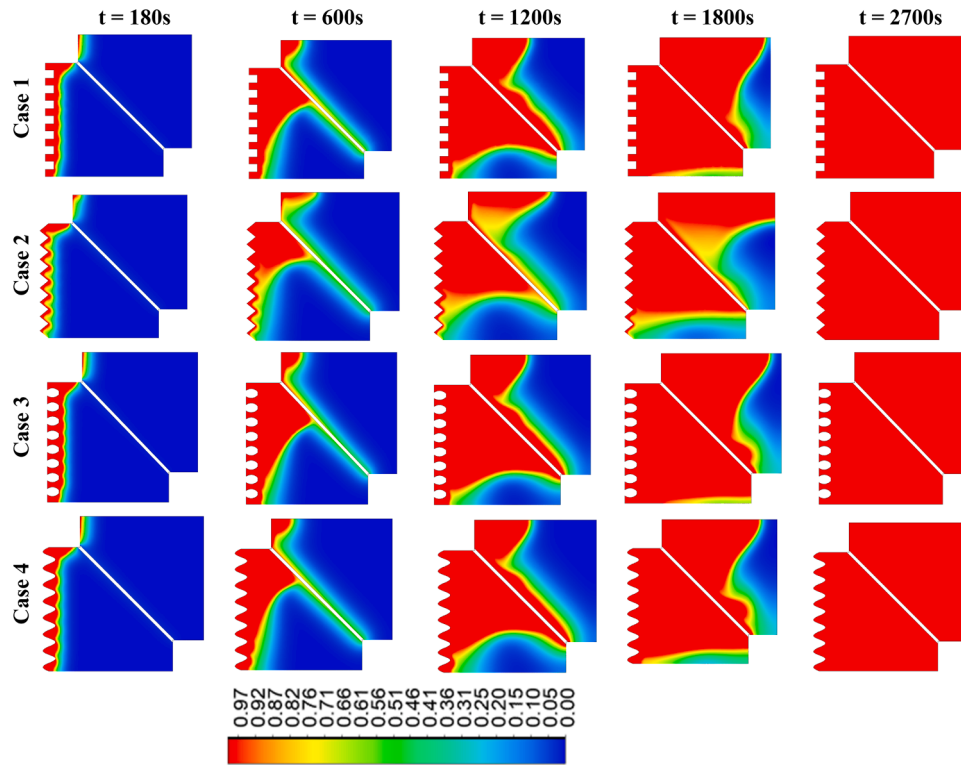 t = 180s
t = 600s
t = 1200s
t = 1800s
t = 2700s
Case 1
Case 2
Case 3
Case 4
0.97
0.92
0.87
0.82
0.76
0.71
0.66
0.61
0.56
0.51
0.46
0.41
0.36
0.31
0.25
0.20
0.15
0.10
0.05
0.00